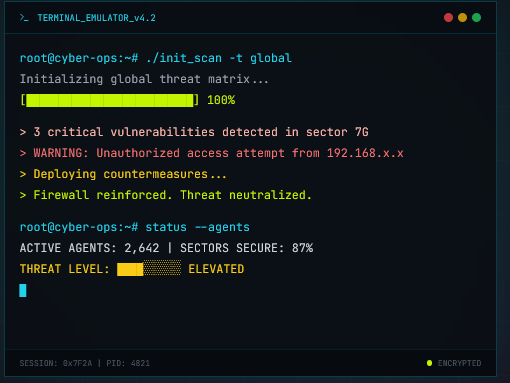 >_ TERMINAL_EMULATOR_v4.2
root@cyber-ops:~# ./init_scan -t global
Initializing global threat matrix...
[███████████████████████] 100%
> 3 critical vulnerabilities detected in sector 7G
> WARNING: Unauthorized access attempt from 192.168.x.x
> Deploying countermeasures...
> Firewall reinforced. Threat neutralized.
root@cyber-ops:~# status --agents
ACTIVE AGENTS: 2,642 | SECTORS SECURE: 87%
THREAT LEVEL: ████░░░░░ ELEVATED
SESSION: 0x7F2A | PID: 4821
ENCRYPTED